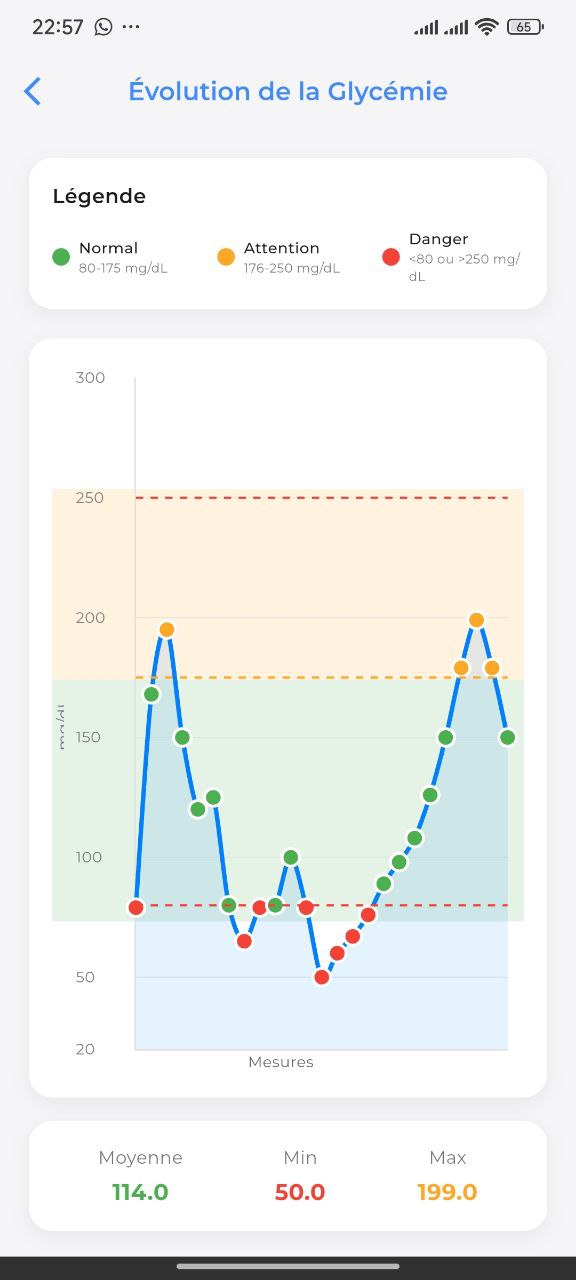 22:57
65
Évolution de la Glycémie
Légende
Normal
80-175 mg/dL
Attention
176-250 mg/dL
Danger
<80 ou >250 mg/
dL
300
250
200
150
100
50
20
mg/dL
Mesures
Moyenne
114.0
Min
50.0
Max
199.0